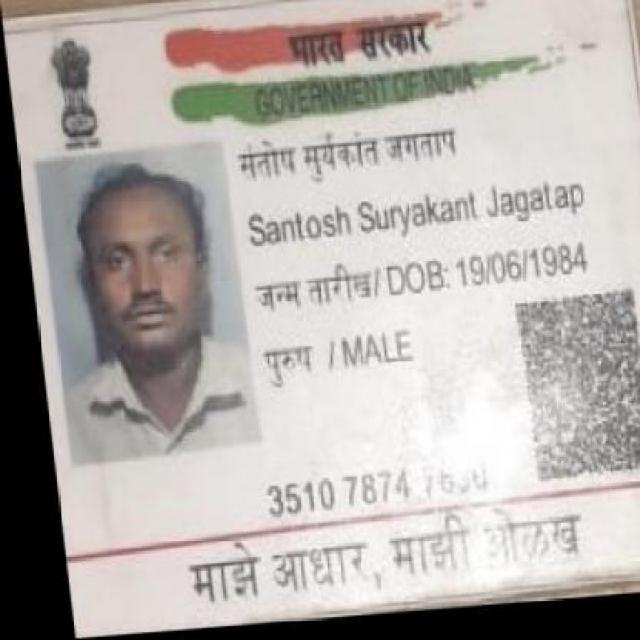 भारत सरकार
GOVERNMENT OF INDIA
संतोष सुर्यकांत जगताप
Santosh Suryakant Jagatap
जन्म तारीख/ DOB: 19/06/1984
पुरुष / MALE
3510 7874
माझे आधार, माझी ओळख